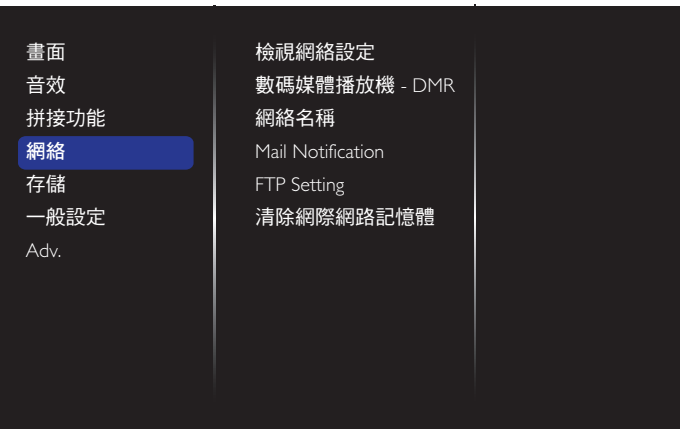 畫面
音效
拼接功能
網絡
存儲
一般設定
Adv.
檢視網絡設定
數碼媒體播放機 - DMR
網絡名稱
Mail Notification
FTP Setting
清除網際網路記憶體